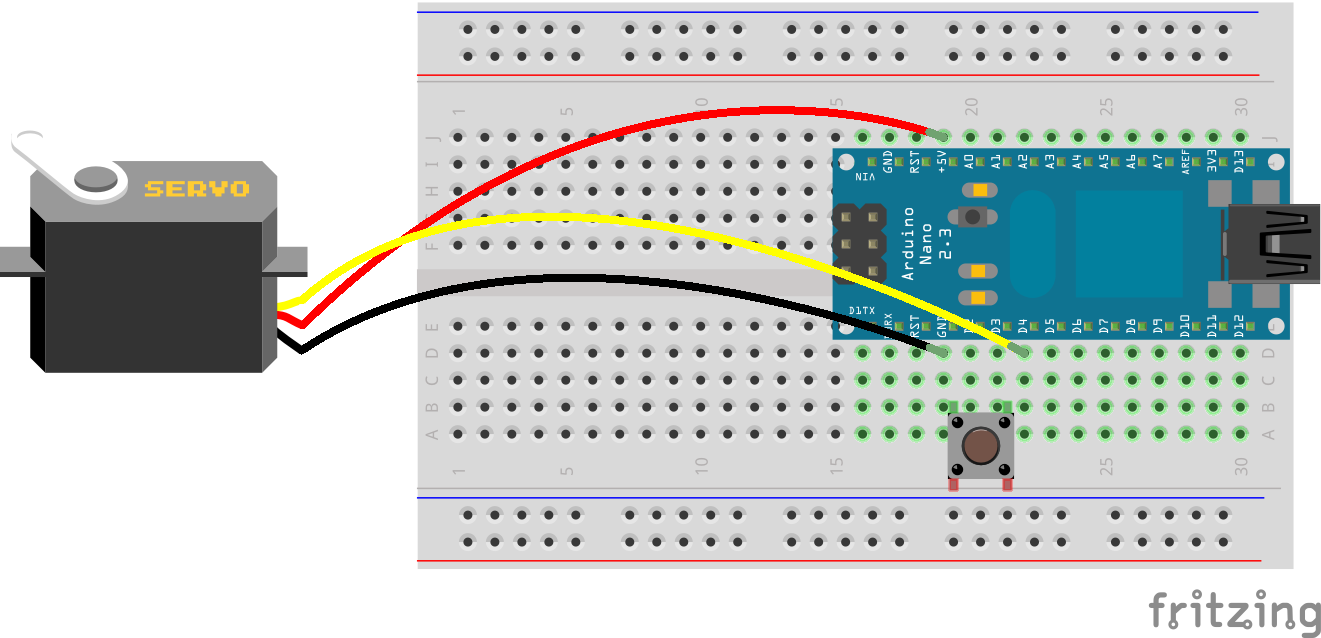 1 5 10 15 20 25 30
J J
I
H
F
SERVO
VIN GND RST +5V A0 A1 A2 A3 A4 A5 A6 A7 AREF 3V3 D13
Arduino
Nano
2.3
D1TX RST GND D3 D4 D5 D6 D7 D8 D9 D10 D11 D12
E
D D
C C
B B
A A
1 5 10 15 25 30
fritzing